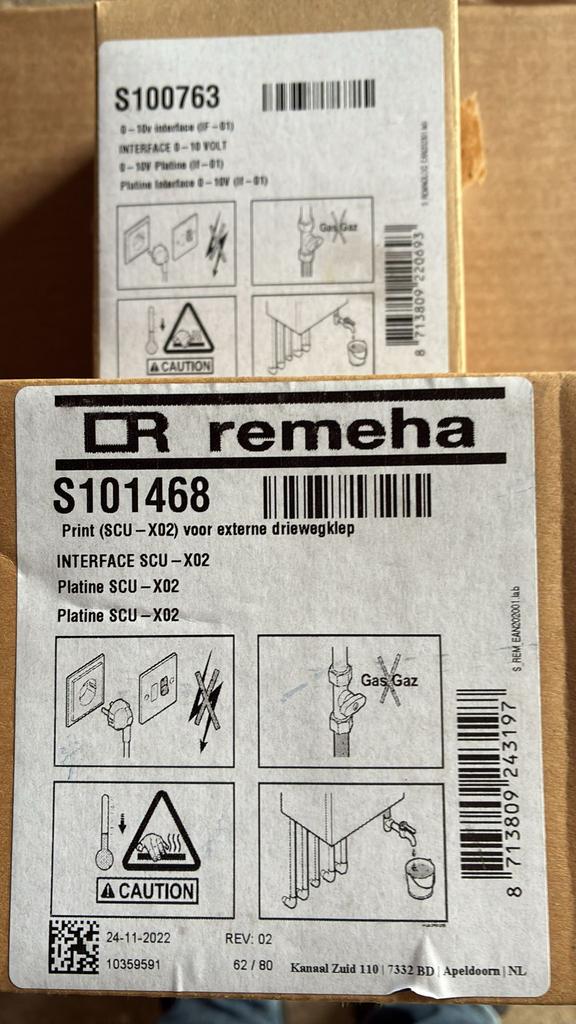 S100763
0-10v interface (IF-01)
INTERFACE 0-10 VOLT
0-10V Platine (If-01)
Platine Interface 0-10V (If-01)
Gas Gaz
CAUTION
8 713809 220693
remeha
S101468
Print (SCU-X02) voor externe driewegklep
INTERFACE SCU-X02
Platine SCU-X02
Platine SCU-X02
Gas Gaz
CAUTION
S_REM_EAN202001.lab
8 713809 243197
24-11-2022 REV: 02
10359591 62 / 80 Kanaal Zuid 110 | 7332 BD | Apeldoorn | NL